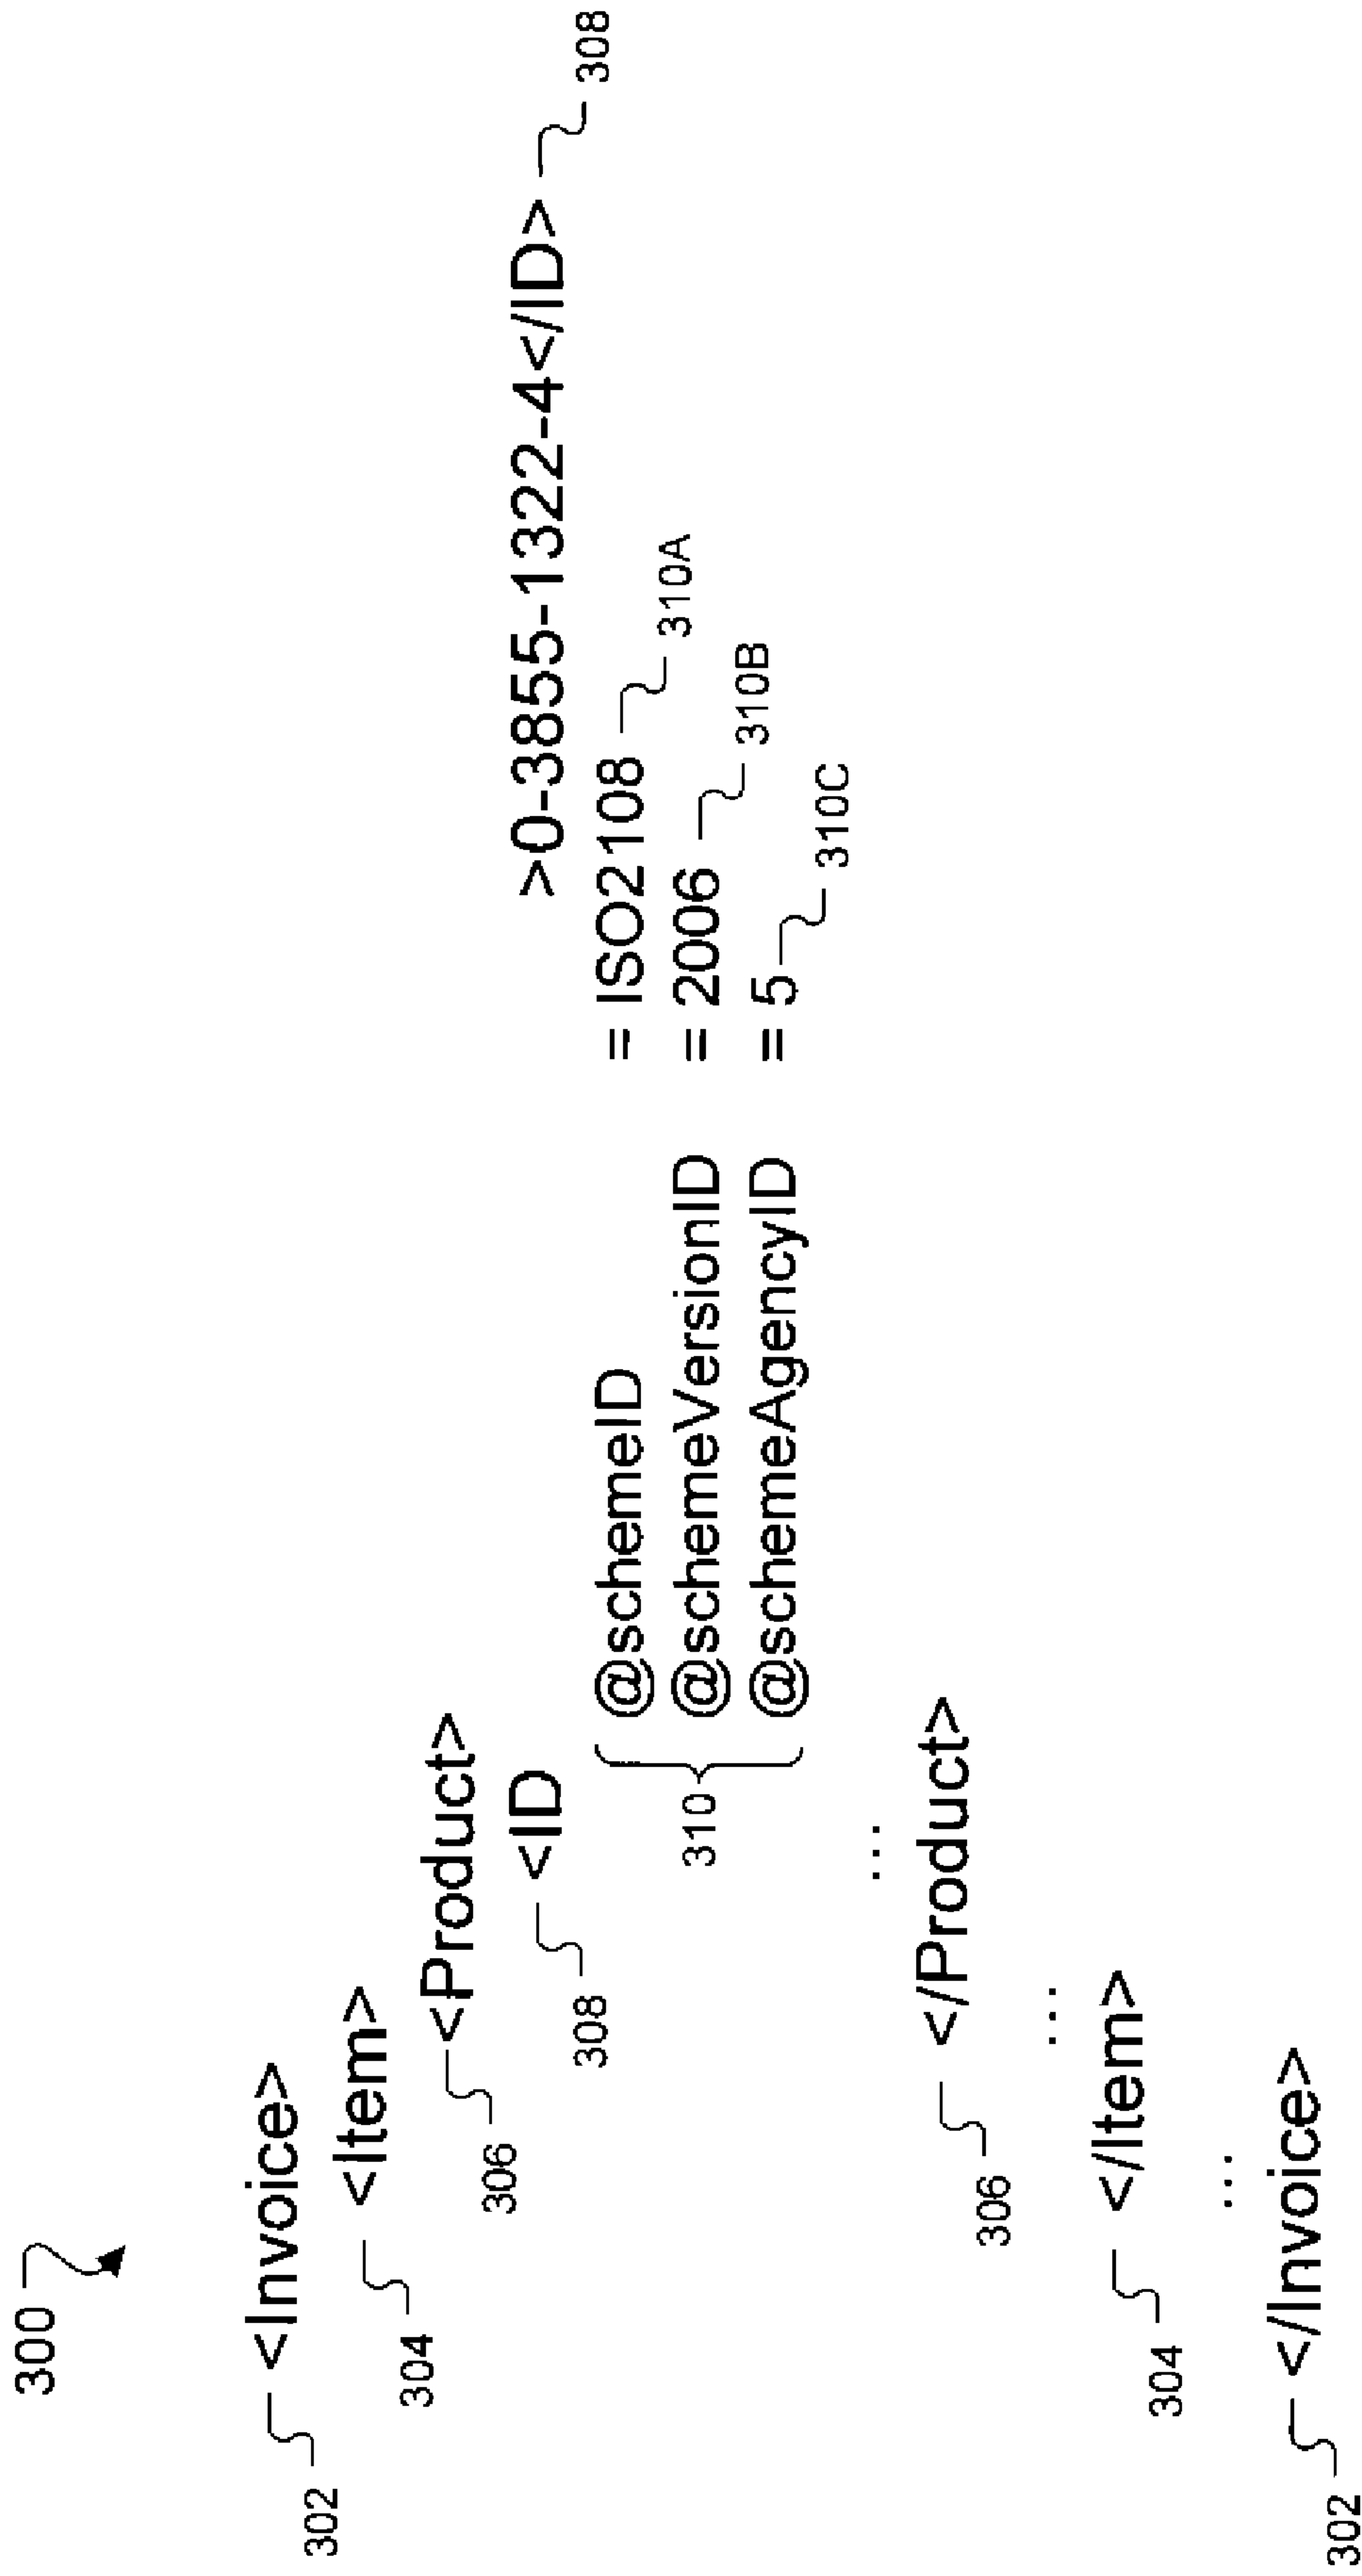 300
302 <Invoice>
304 <Item>
306 <Product>
308 <ID >0-3855-1322-4</ID> 308
310 @schemeID = ISO2108 310A
@schemeVersionID = 2006 310B
@schemeAgencyID = 5 310C
...
306 </Product>
...
304 </Item>
...
302 </Invoice>